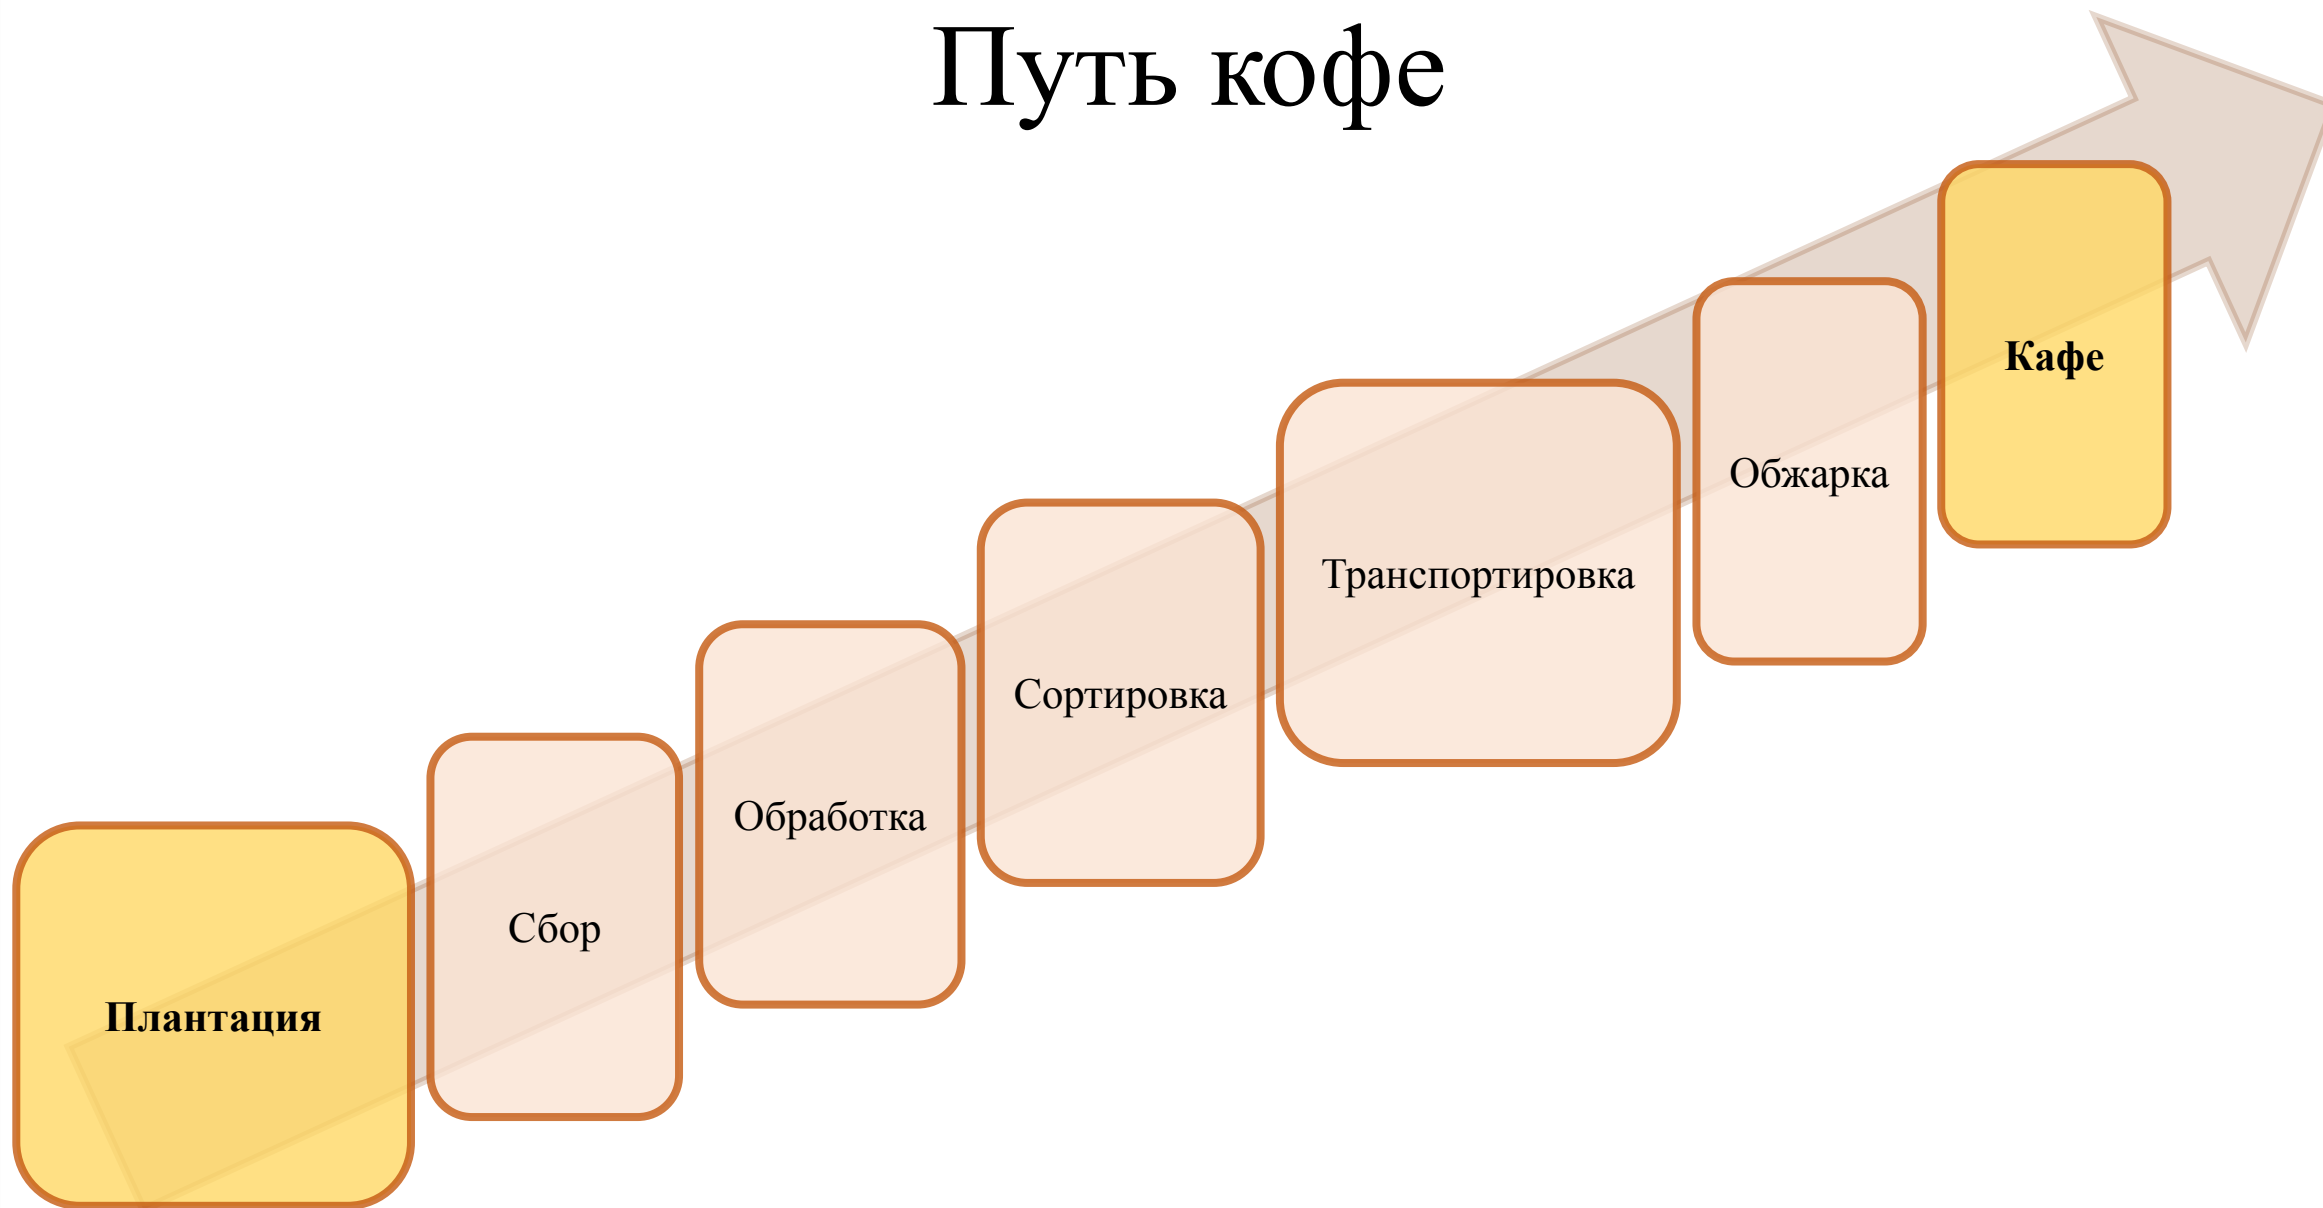 Путь кофе
Плантация
Сбор
Обработка
Сортировка
Транспортировка
Обжарка
Кафе